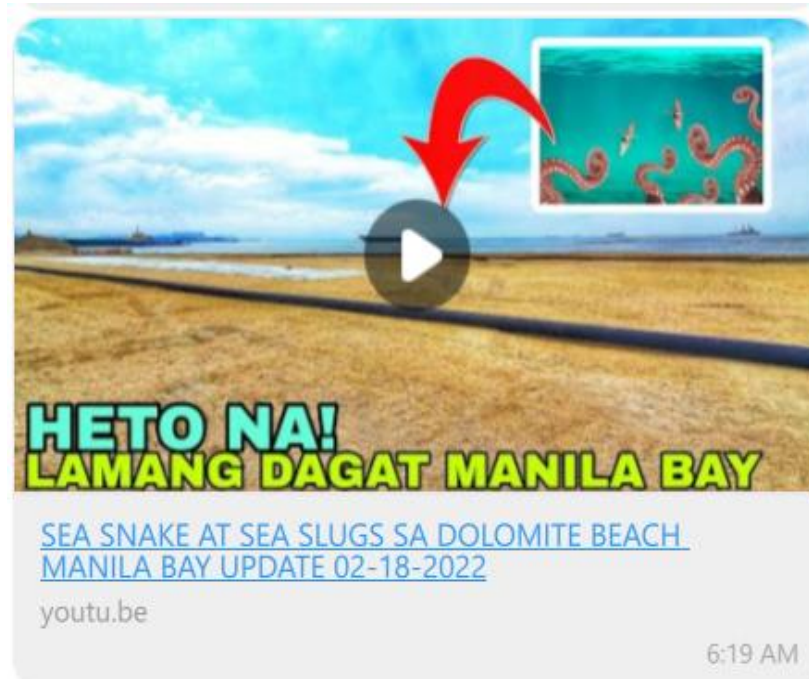 HETO NA!
LAMANG DAGAT MANILA BAY
SEA SNAKE AT SEA SLUGS SA DOLOMITE BEACH
MANILA BAY UPDATE 02-18-2022
youtu.be
6:19 AM